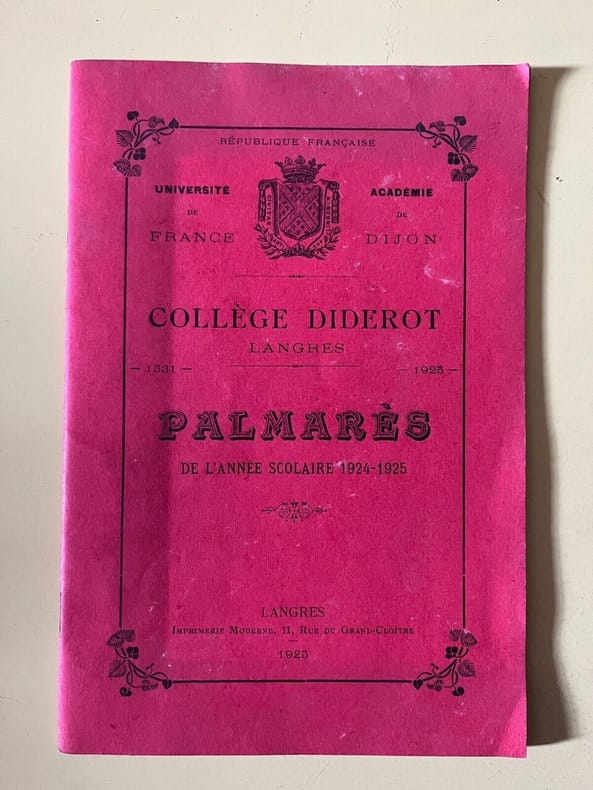 RÉPUBLIQUE FRANÇAISE
UNIVERSITÉ
DE
FRANCE
ACADÉMIE
DE
DIJON
COLLÈGE DIDEROT
LANGRES
— 1531 —
— 1925 —
PALMARÈS
DE L'ANNÉE SCOLAIRE 1924-1925
LANGRES
IMPRIMERIE MODERNE, 11, RUE DU GRAND-CLOÎTRE
1925